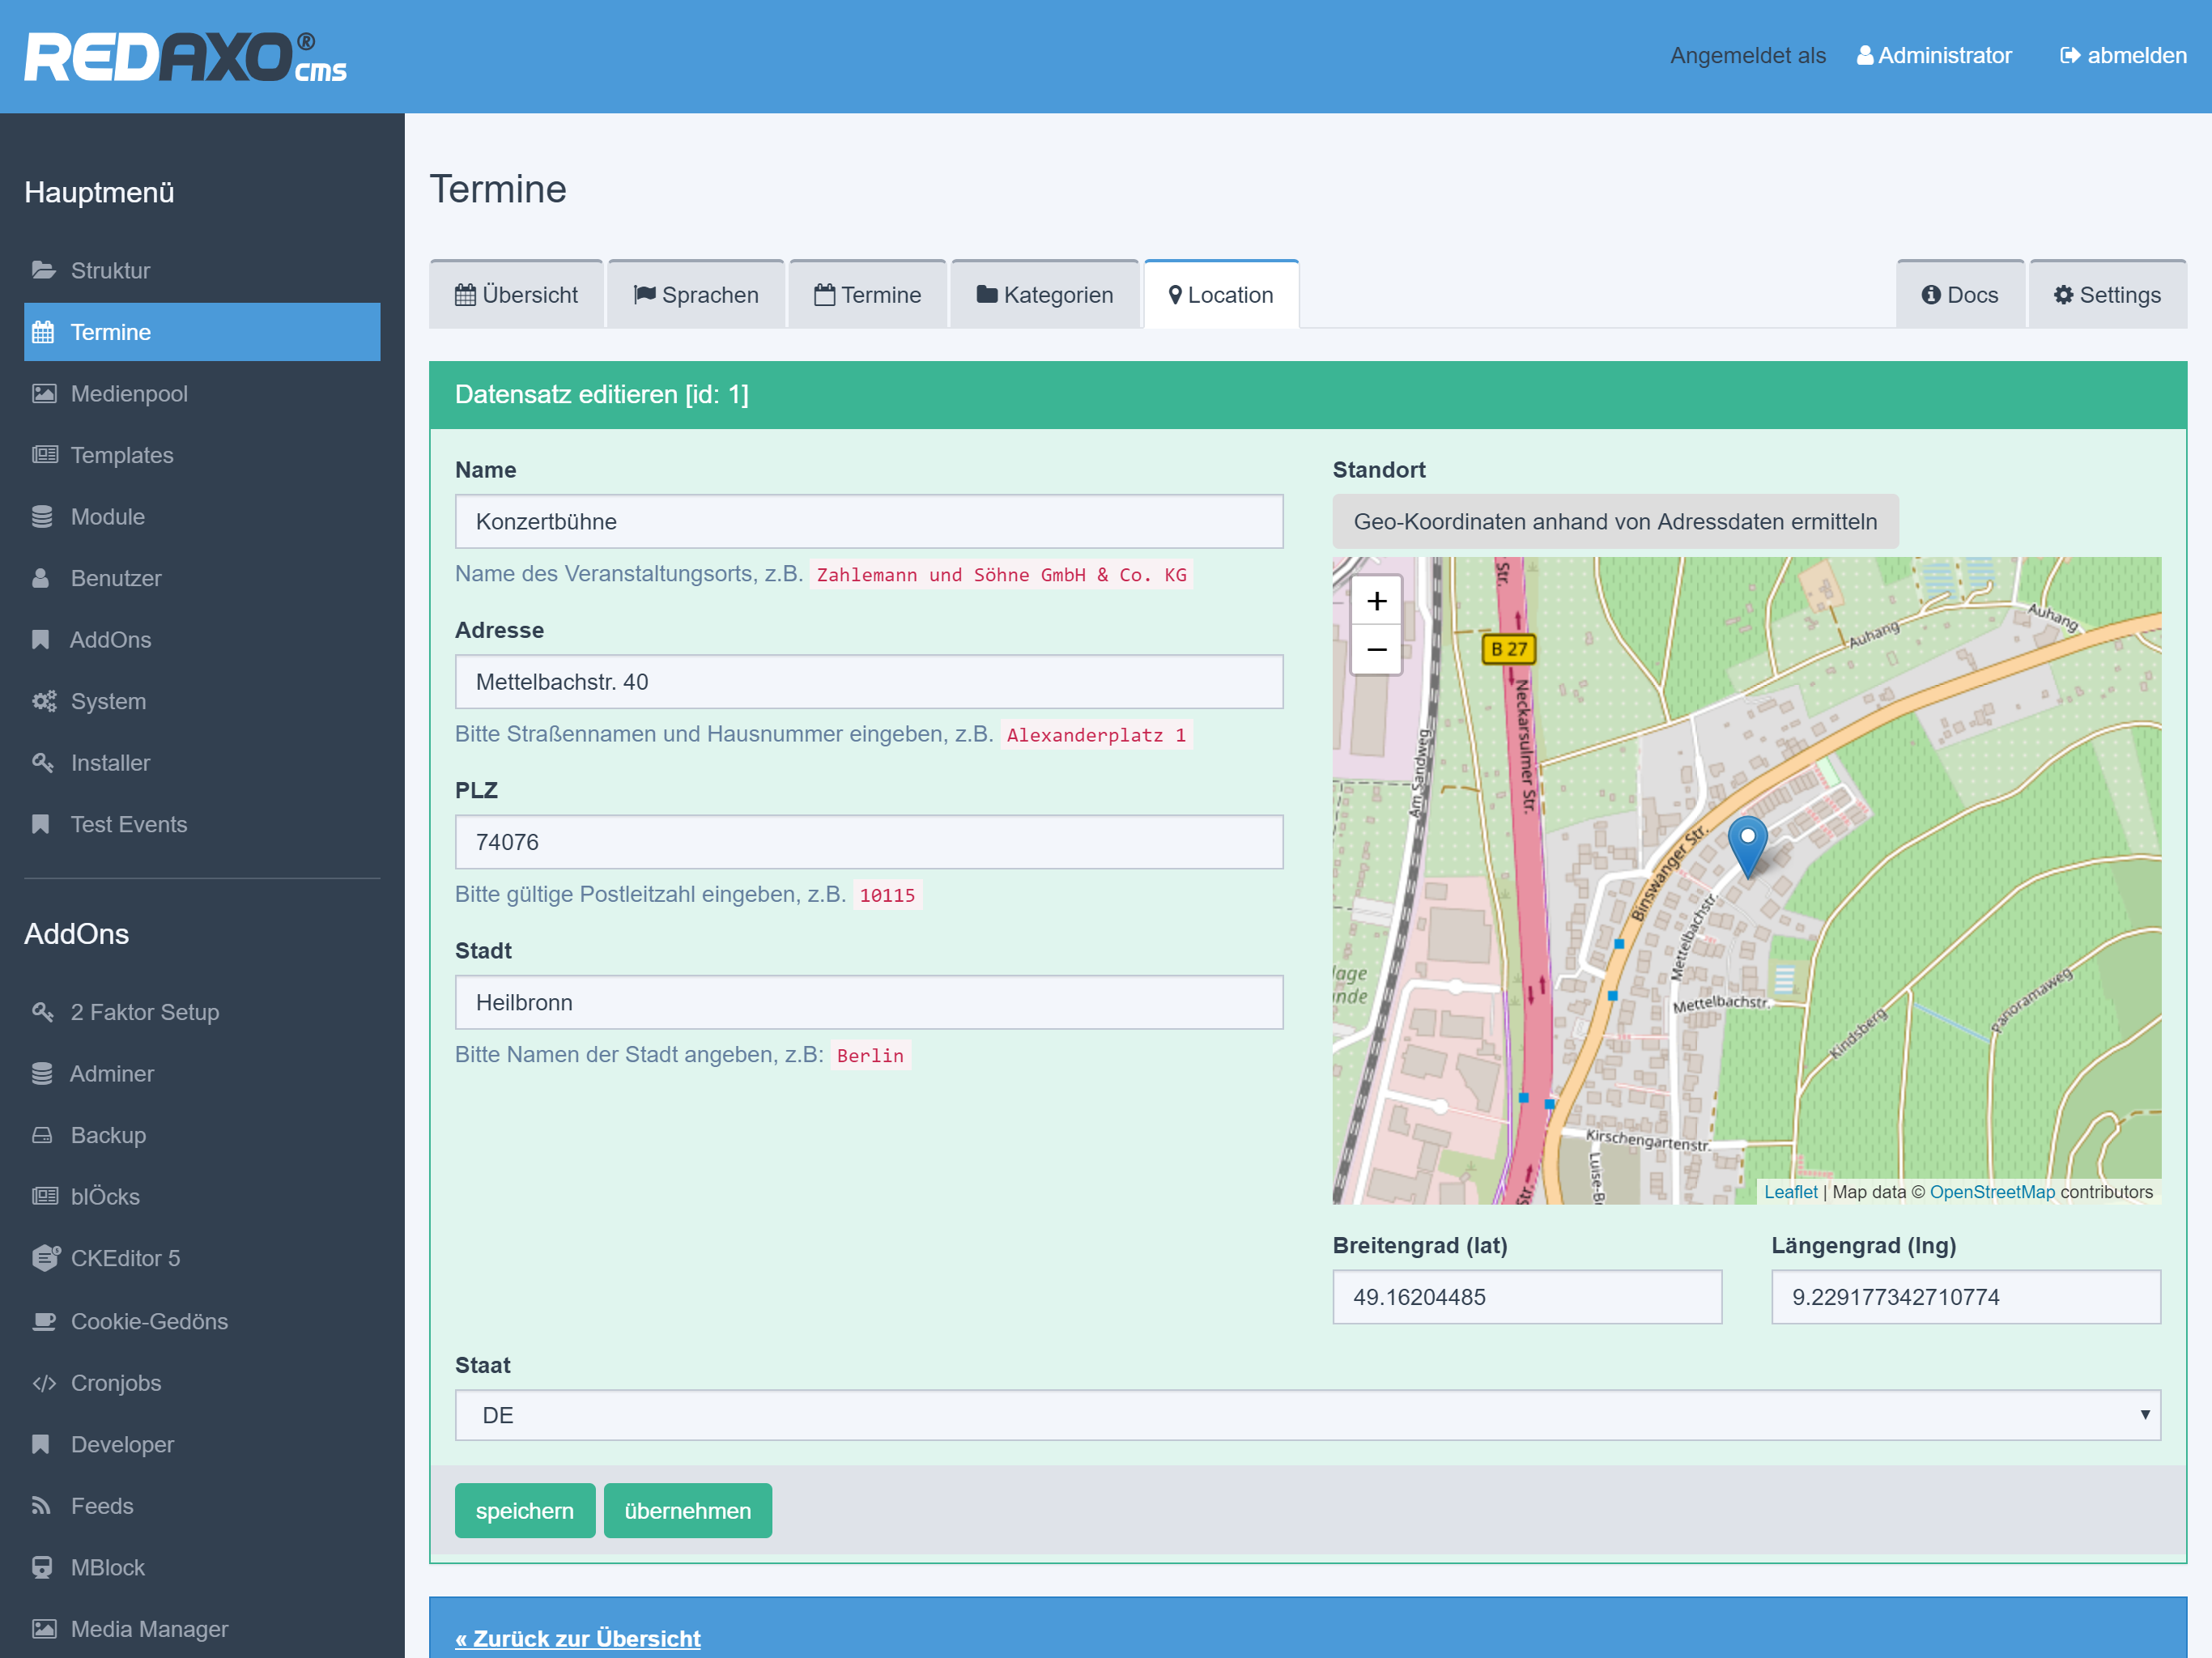 REDAXO® cms
Angemeldet als Administrator abmelden
Hauptmenü
Struktur
Termine
Medienpool
Templates
Module
Benutzer
AddOns
System
Installer
Test Events
AddOns
2 Faktor Setup
Adminer
Backup
blÖcks
CKEditor 5
Cookie-Gedöns
Cronjobs
Developer
Feeds
MBlock
Media Manager
Termine
Übersicht Sprachen Termine Kategorien Location Docs Settings
Datensatz editieren [id: 1]
Name
Konzertbühne
Name des Veranstaltungsorts, z.B. Zahlemann und Söhne GmbH & Co. KG
Adresse
Mettelbachstr. 40
Bitte Straßennamen und Hausnummer eingeben, z.B. Alexanderplatz 1
PLZ
74076
Bitte gültige Postleitzahl eingeben, z.B. 10115
Stadt
Heilbronn
Bitte Namen der Stadt angeben, z.B: Berlin
Standort
Geo-Koordinaten anhand von Adressdaten ermitteln
+
−
Str.
B 27
Neckarsulmer Str.
Am Sandweg
Auhang
Auhang
Binswanger Str.
Mettelbachstr.
Mettelbachstr.
Kindsberg
Panoramaweg
Kirschengartenstr.
Str.
Leaflet | Map data © OpenStreetMap contributors
Breitengrad (lat)
49.16204485
Längengrad (lng)
9.229177342710774
Staat
DE
speichern übernehmen
« Zurück zur Übersicht